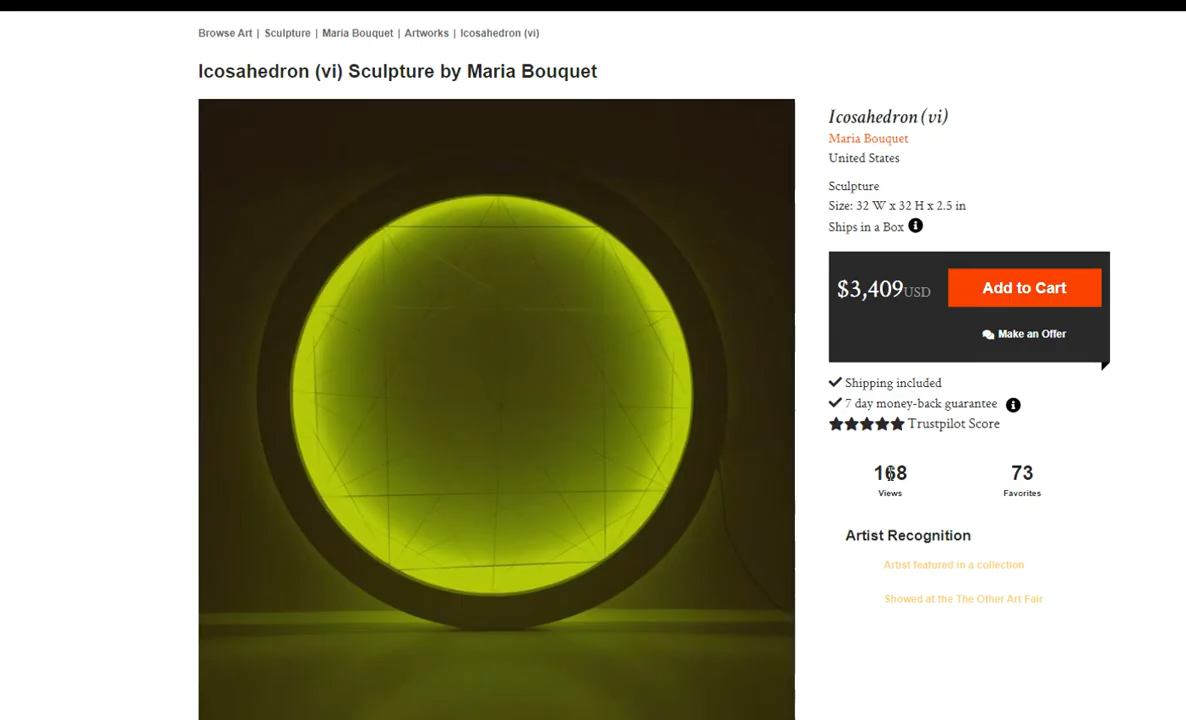 Browse Art | Sculpture | Maria Bouquet | Artworks | Icosahedron (vi)
Icosahedron (vi) Sculpture by Maria Bouquet
Icosahedron (vi)
Maria Bouquet
United States
Sculpture
Size: 32 W x 32 H x 2.5 in
Ships in a Box
$3,409USD
Add to Cart
Make an Offer
Shipping included
7 day money-back guarantee
Trustpilot Score
168 73
Views Favorites
Artist Recognition
Artist featured in a collection
Showed at the The Other Art Fair